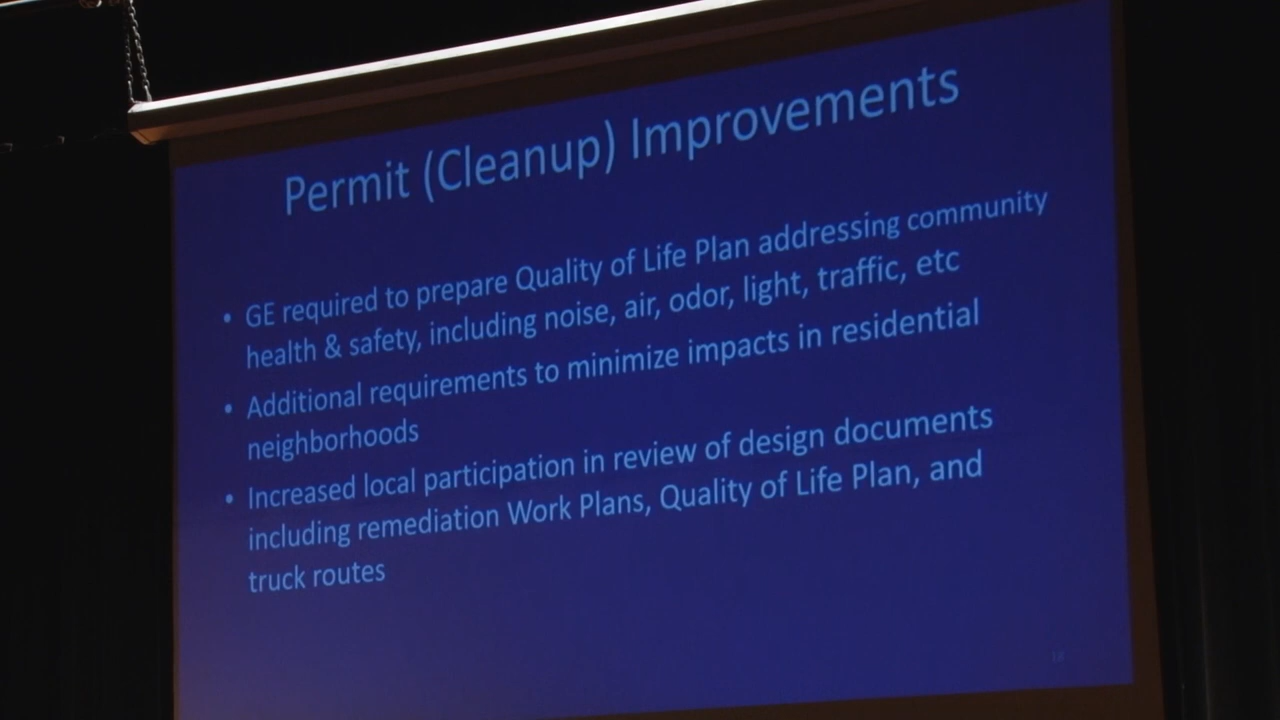 Permit (Cleanup) Improvements
• GE required to prepare Quality of Life Plan addressing community
health & safety, including noise, air, odor, light, traffic, etc
• Additional requirements to minimize impacts in residential
neighborhoods
• Increased local participation in review of design documents
including remediation Work Plans, Quality of Life Plan, and
truck routes